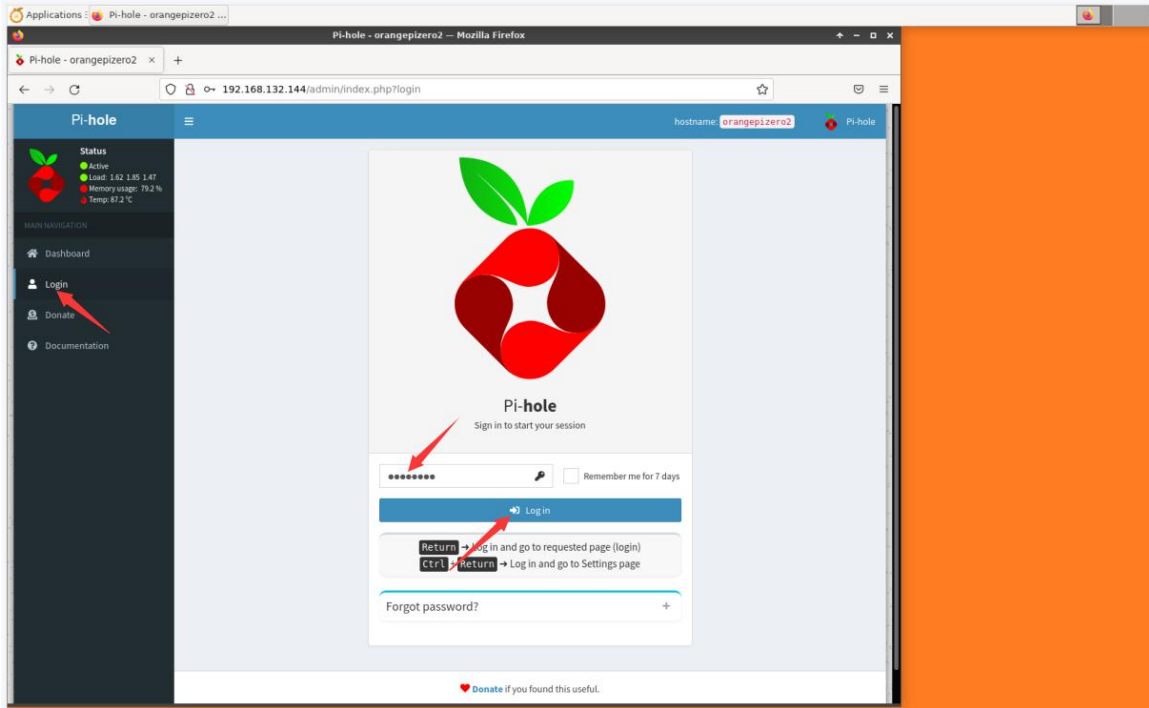 Applications
Pi-hole - orangepizero2 ...
Pi-hole - orangepizero2 — Mozilla Firefox
Pi-hole - orangepizero2
192.168.132.144/admin/index.php?login
Pi-hole
hostname: orangepizero2
Pi-hole
Status
Active
Load: 1.62 1.85 1.47
Memory usage: 79.2 %
Temp: 87.2 °C
MAIN NAVIGATION
Dashboard
Login
Donate
Documentation
Pi-hole
Sign in to start your session
Remember me for 7 days
Log in
Return ➜ Log in and go to requested page (login)
Ctrl + Return ➜ Log in and go to Settings page
Forgot password?
Donate if you found this useful.